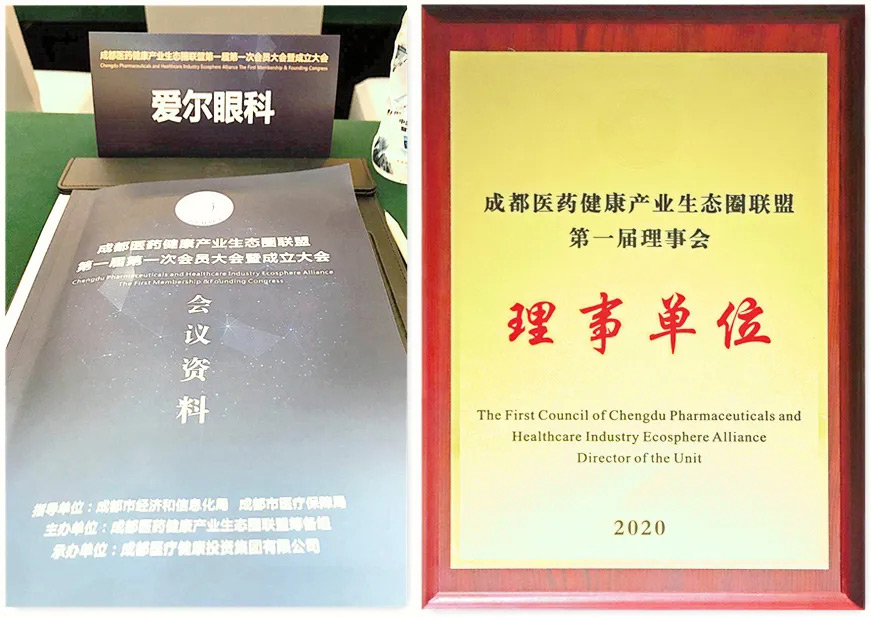 成都医药健康产业生态圈联盟第一届第一次会员大会暨成立大会
Chengdu Pharmaceuticals and Healthcare Industry Ecosphere Alliance The First Membership & Founding Congress
爱尔眼科
成都医药健康产业生态圈联盟
第一届第一次会员大会暨成立大会
Chengdu Pharmaceuticals and Healthcare Industry Ecosphere Alliance
The First Membership & Founding Congress
会议资料
指导单位：成都市经济和信息化局 成都市医疗保障局
主办单位：成都医药健康产业生态圈联盟筹备组
承办单位：成都医疗健康投资集团有限公司
成都医药健康产业生态圈联盟
第一届理事会
理事单位
The First Council of Chengdu Pharmaceuticals and
Healthcare Industry Ecosphere Alliance
Director of the Unit
2020